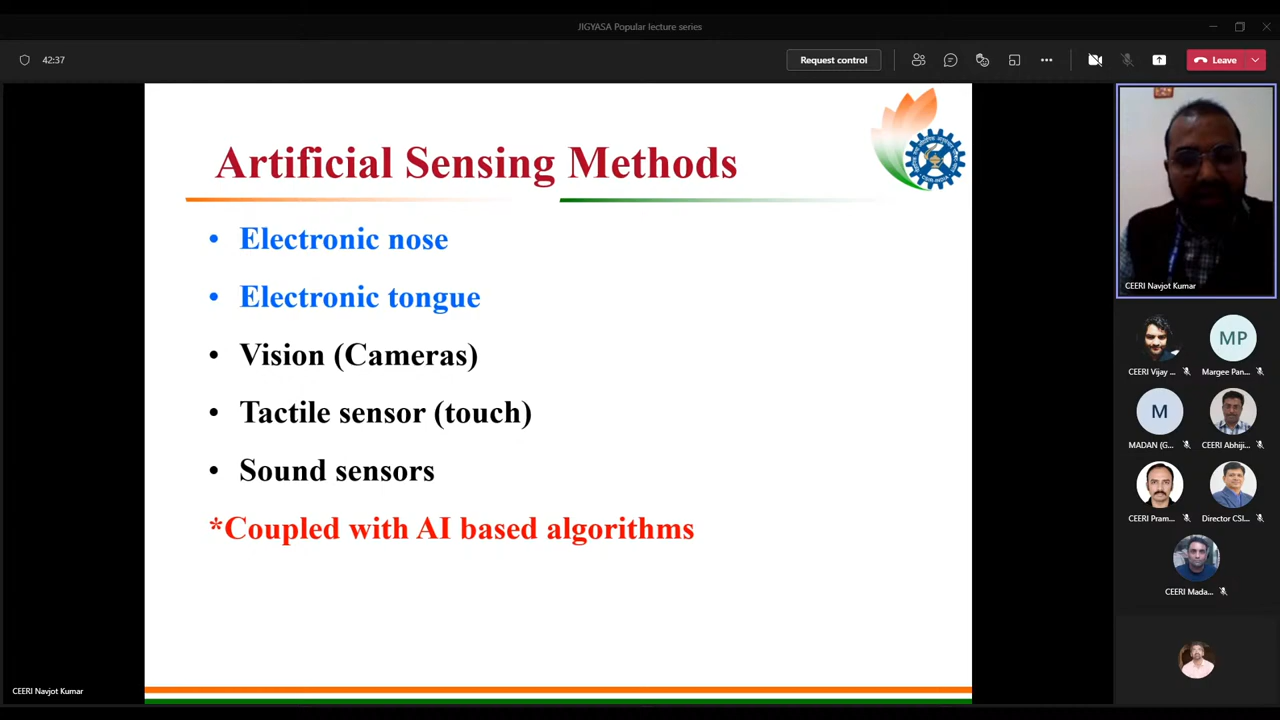 JIGYASA Popular lecture series
42:37
Request control
Leave
Artificial Sensing Methods
• Electronic nose
• Electronic tongue
• Vision (Cameras)
• Tactile sensor (touch)
• Sound sensors
*Coupled with AI based algorithms
CEERI Navjot Kumar
CEERI Navjot Kumar
MP
CEERI Vijay ...
Margee Pan...
M
MADAN (G...
CEERI Abhiji...
CEERI Pram...
Director CSI...
CEERI Mada...